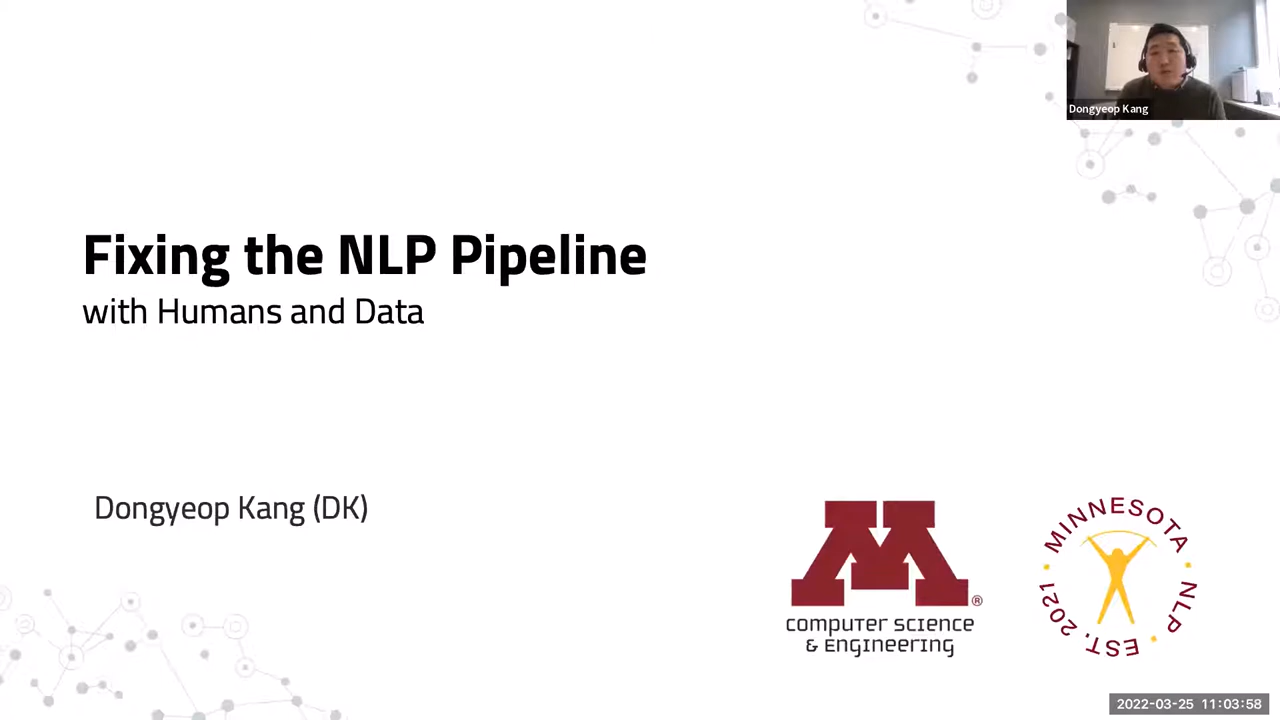 Dongyeop Kang
Fixing the NLP Pipeline
with Humans and Data
Dongyeop Kang (DK)
®
COMPUTER SCIENCE
& ENGINEERING
MINNESOTA NLP EST. 2021
2022-03-25 11:03:58